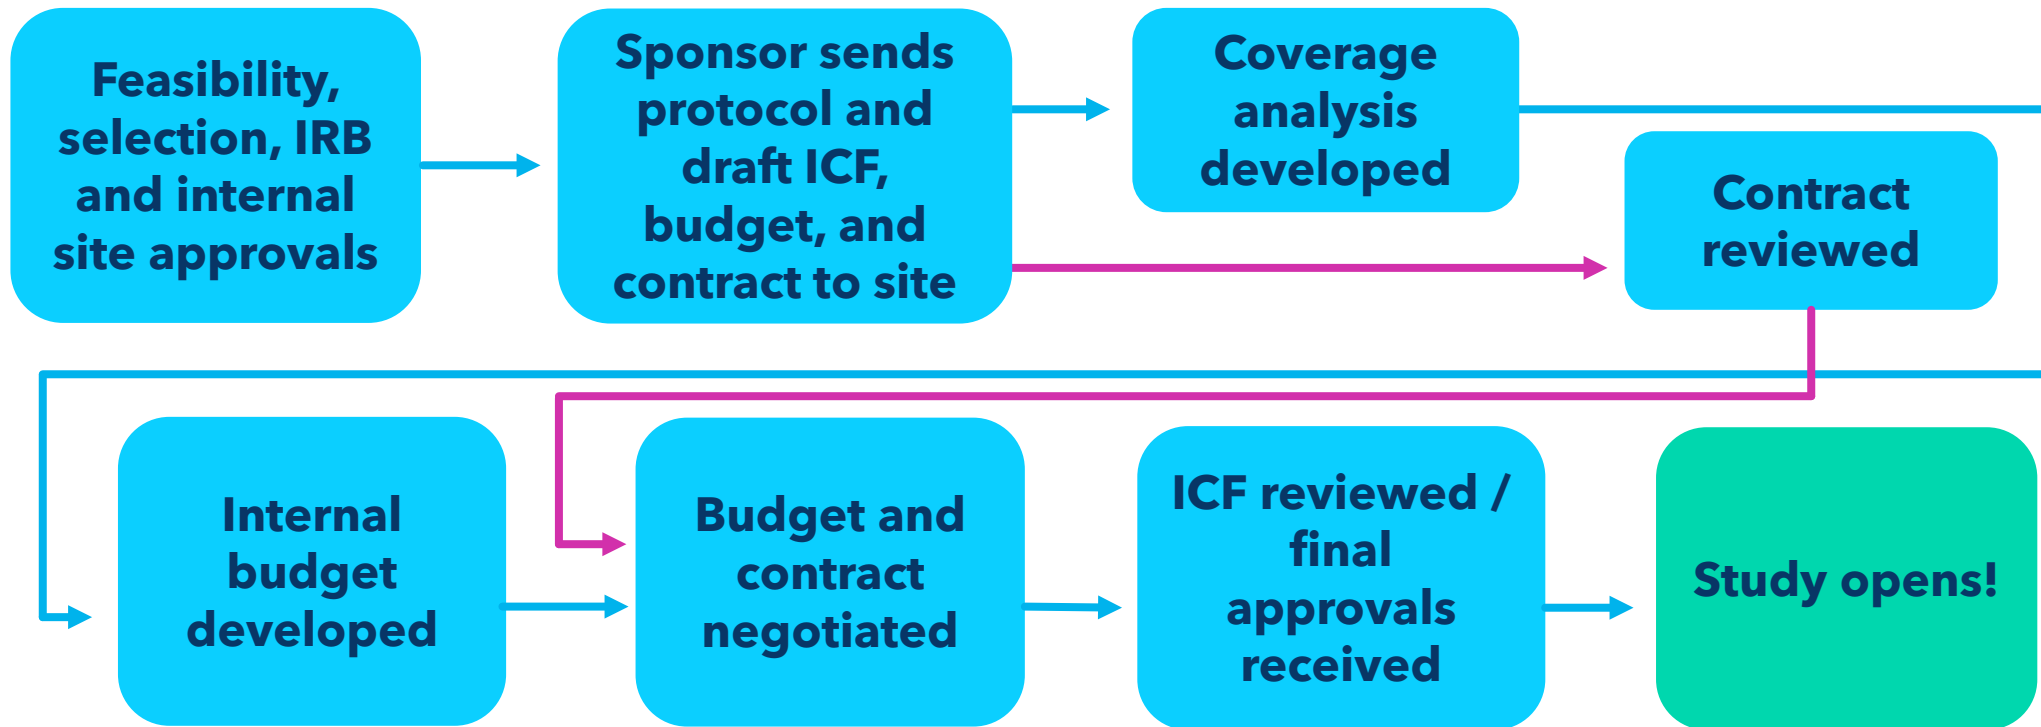 Feasibility,
selection, IRB
and internal
site approvals
Sponsor sends
protocol and
draft ICF,
budget, and
contract to site
Coverage
analysis
developed
Contract
reviewed
Internal
budget
developed
Budget and
contract
negotiated
ICF reviewed /
final
approvals
received
Study opens!